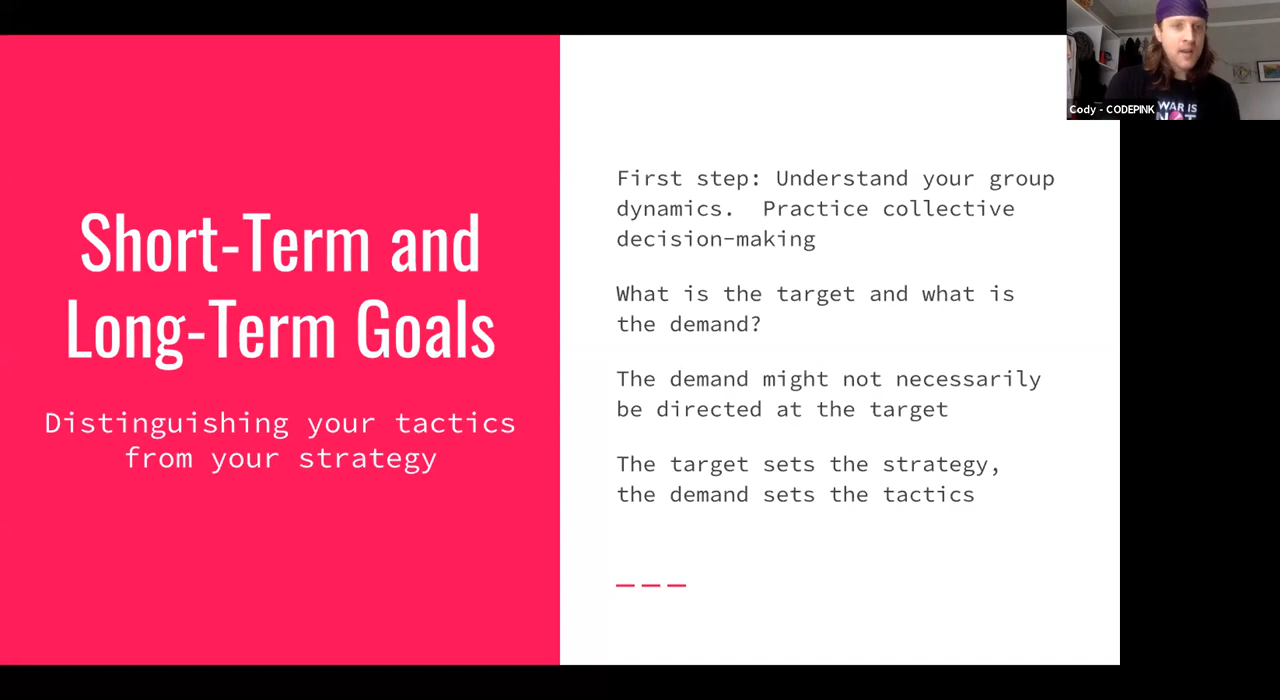 Short-Term and
Long-Term Goals
Distinguishing your tactics
from your strategy
First step: Understand your group
dynamics.  Practice collective
decision-making
What is the target and what is
the demand?
The demand might not necessarily
be directed at the target
The target sets the strategy,
the demand sets the tactics
Cody - CODEPINK
WAR IS
NOT